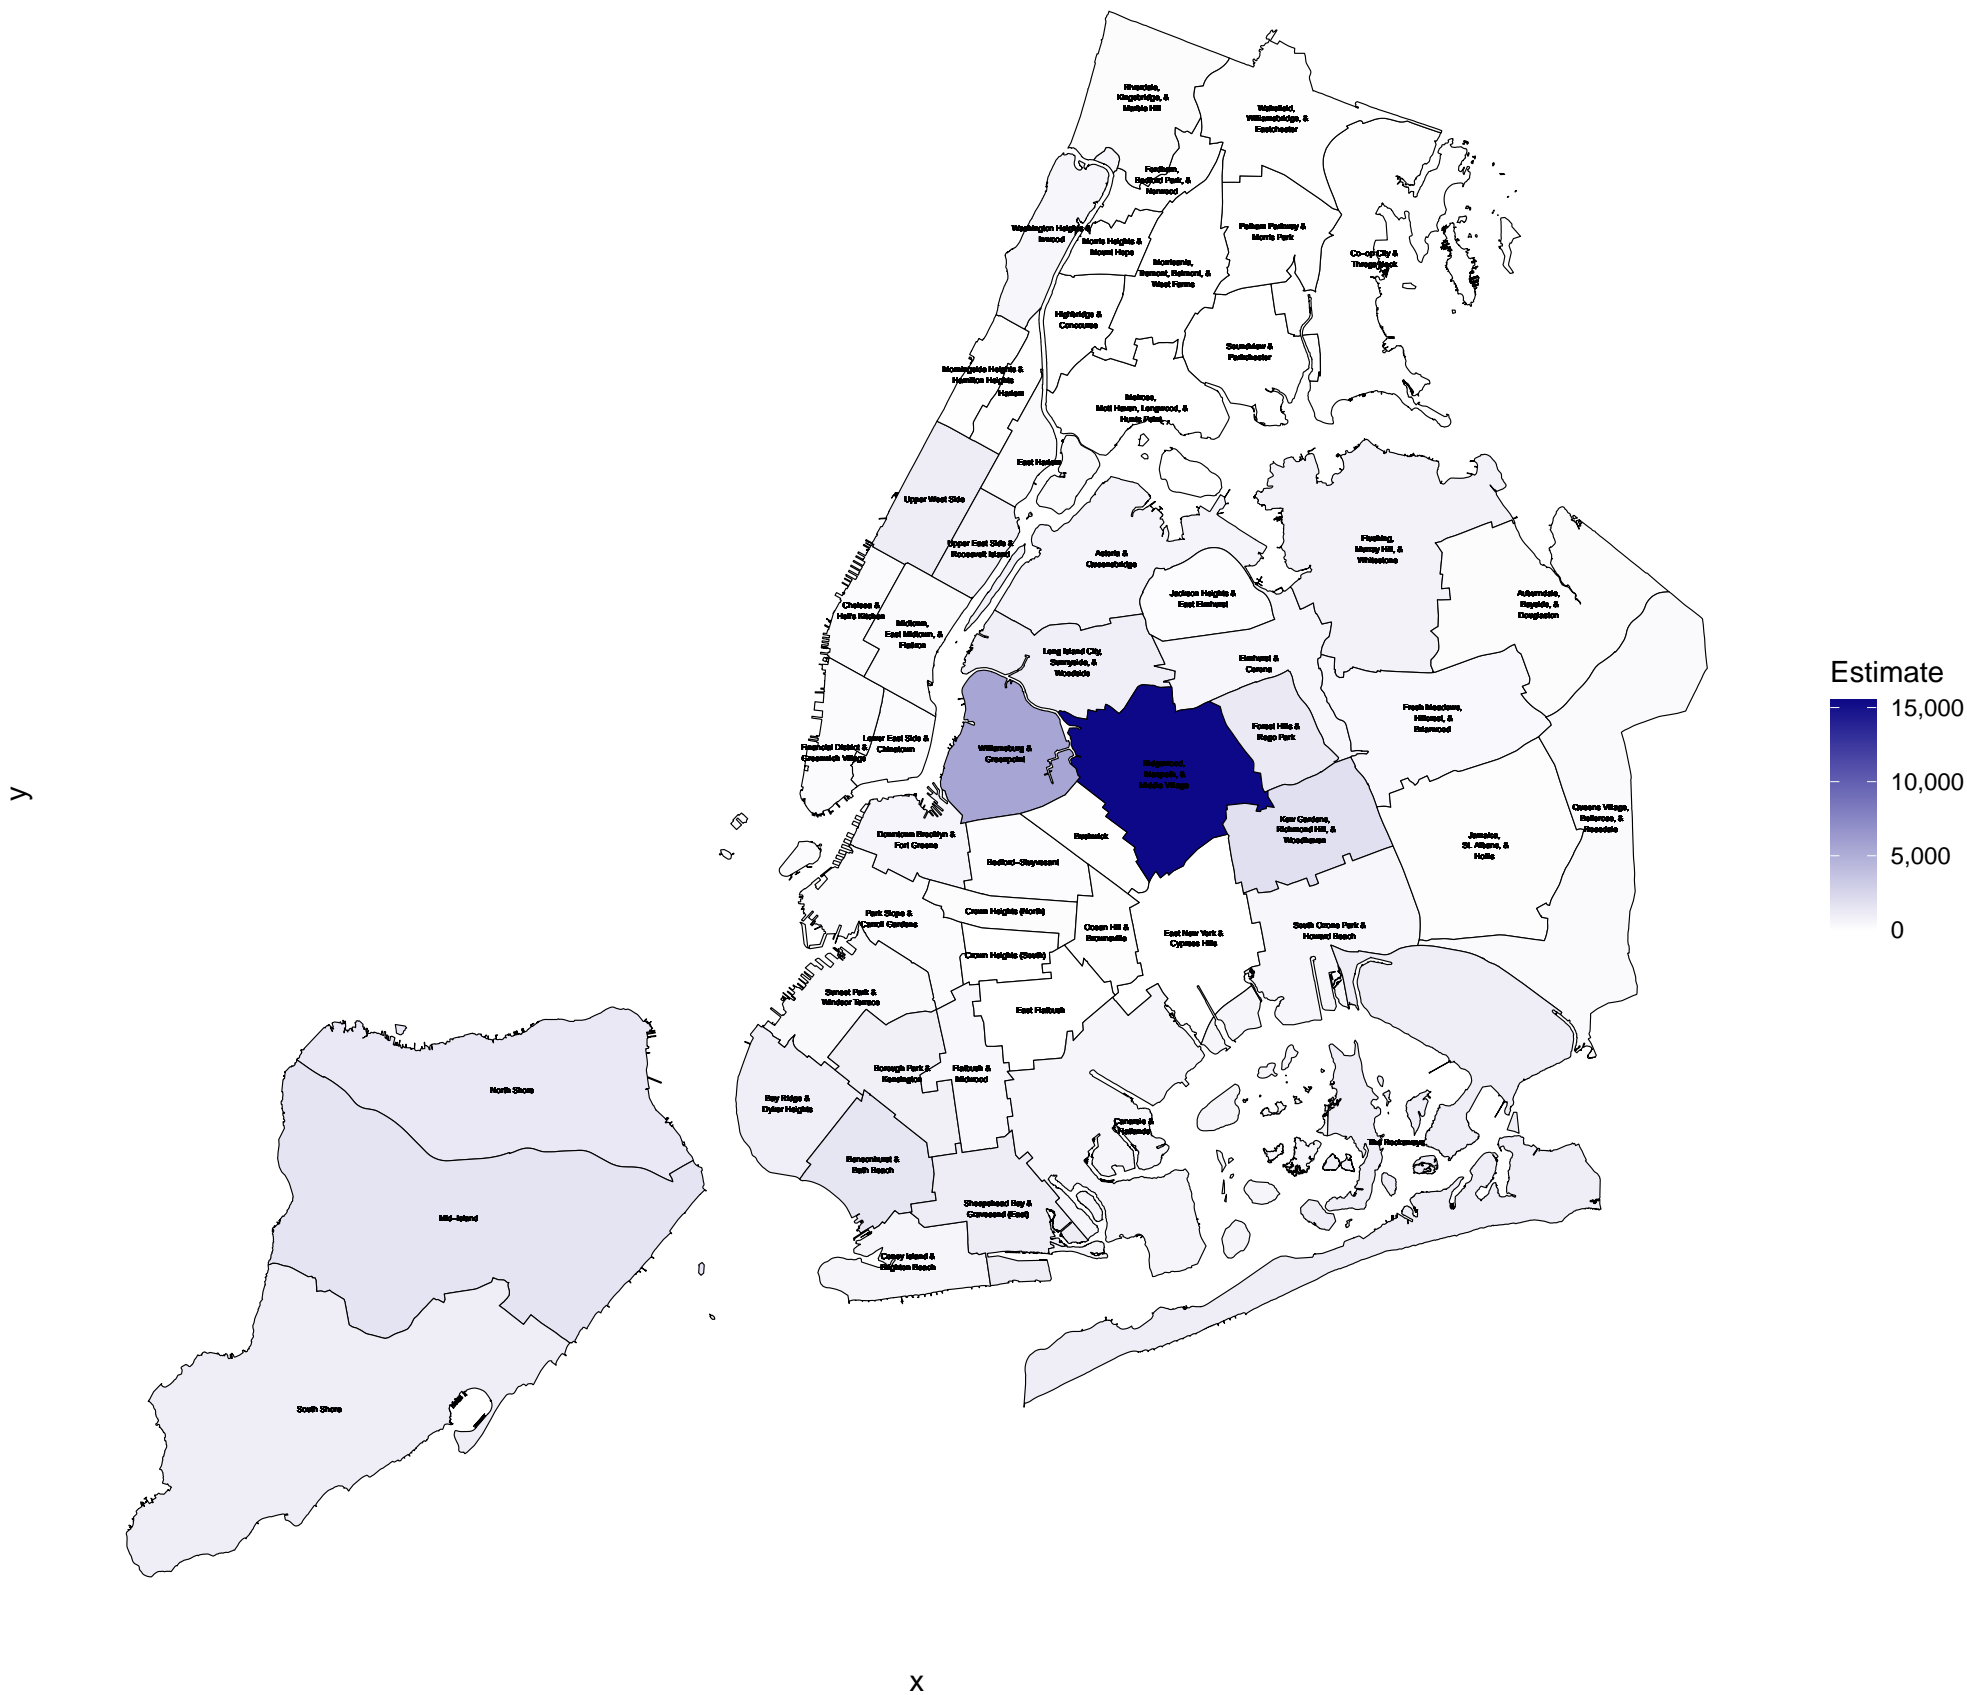 Riverdale,
Kingsbridge, &
Marble Hill
Wakefield,
Williamsbridge, &
Eastchester
Fordham,
Bedford Park, &
Norwood
Washington Heights &
Inwood
Morris Heights &
Mount Hope
Pelham Parkway &
Morris Park
Morrisania,
Tremont, Belmont, &
West Farms
Co−op City &
Throgs Neck
Highbridge &
Concourse
Soundview &
Parkchester
Morningside Heights &
Hamilton Heights
Harlem
Melrose,
Mott Haven, Longwood, &
Hunts Point
East Harlem
Upper West Side
Upper East Side &
Roosevelt Island
Astoria &
Queensbridge
Flushing,
Murray Hill, &
Whitestone
Jackson Heights &
East Elmhurst
Auburndale,
Bayside, &
Douglaston
Chelsea &
Hell's Kitchen
Midtown,
East Midtown, &
Flatiron
Long Island City,
Sunnyside, &
Woodside
Elmhurst &
Corona
Fresh Meadows,
Hillcrest, &
Briarwood
Forest Hills &
Rego Park
Financial District &
Greenwich Village
Lower East Side &
Chinatown
Williamsburg &
Greenpoint
Ridgewood,
Maspeth, &
Middle Village
Kew Gardens,
Richmond Hill, &
Woodhaven
Queens Village,
Bellerose, &
Rosedale
Jamaica,
St. Albans, &
Hollis
Downtown Brooklyn &
Fort Greene
Bushwick
Bedford−Stuyvesant
Park Slope &
Carroll Gardens
Crown Heights (North)
Ocean Hill &
Brownsville
East New York &
Cypress Hills
South Ozone Park &
Howard Beach
Crown Heights (South)
Sunset Park &
Windsor Terrace
East Flatbush
Borough Park &
Kensington
Flatbush &
Midwood
Bay Ridge &
Dyker Heights
Canarsie &
Flatlands
The Rockaways
Bensonhurst &
Bath Beach
Sheepshead Bay &
Gravesend (East)
Coney Island &
Brighton Beach
North Shore
Mid−Island
South Shore
Estimate
15,000
10,000
5,000
0
y
x